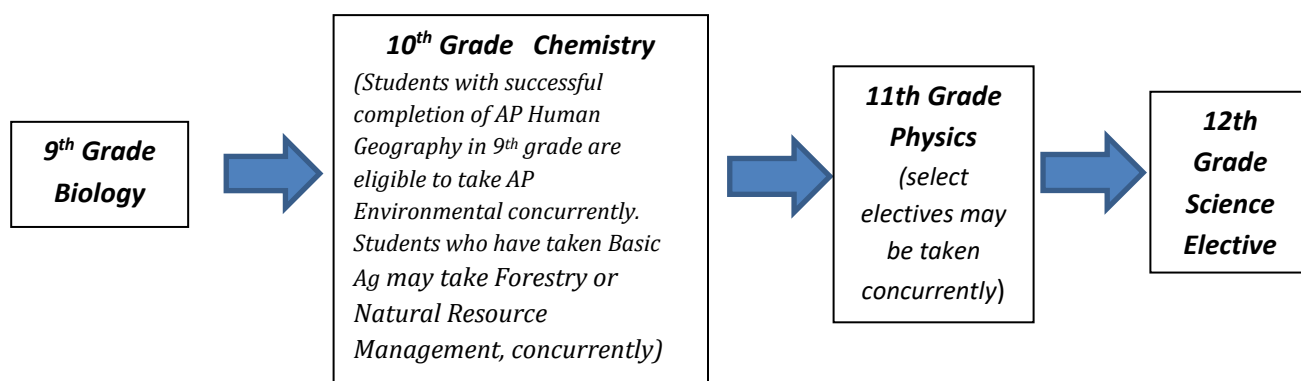 9th Grade
Biology
10th Grade Chemistry
(Students with successful
completion of AP Human
Geography in 9th grade are
eligible to take AP
Environmental concurrently.
Students who have taken Basic
Ag may take Forestry or
Natural Resource
Management, concurrently)
11th Grade
Physics
(select
electives may
be taken
concurrently)
12th
Grade
Science
Elective